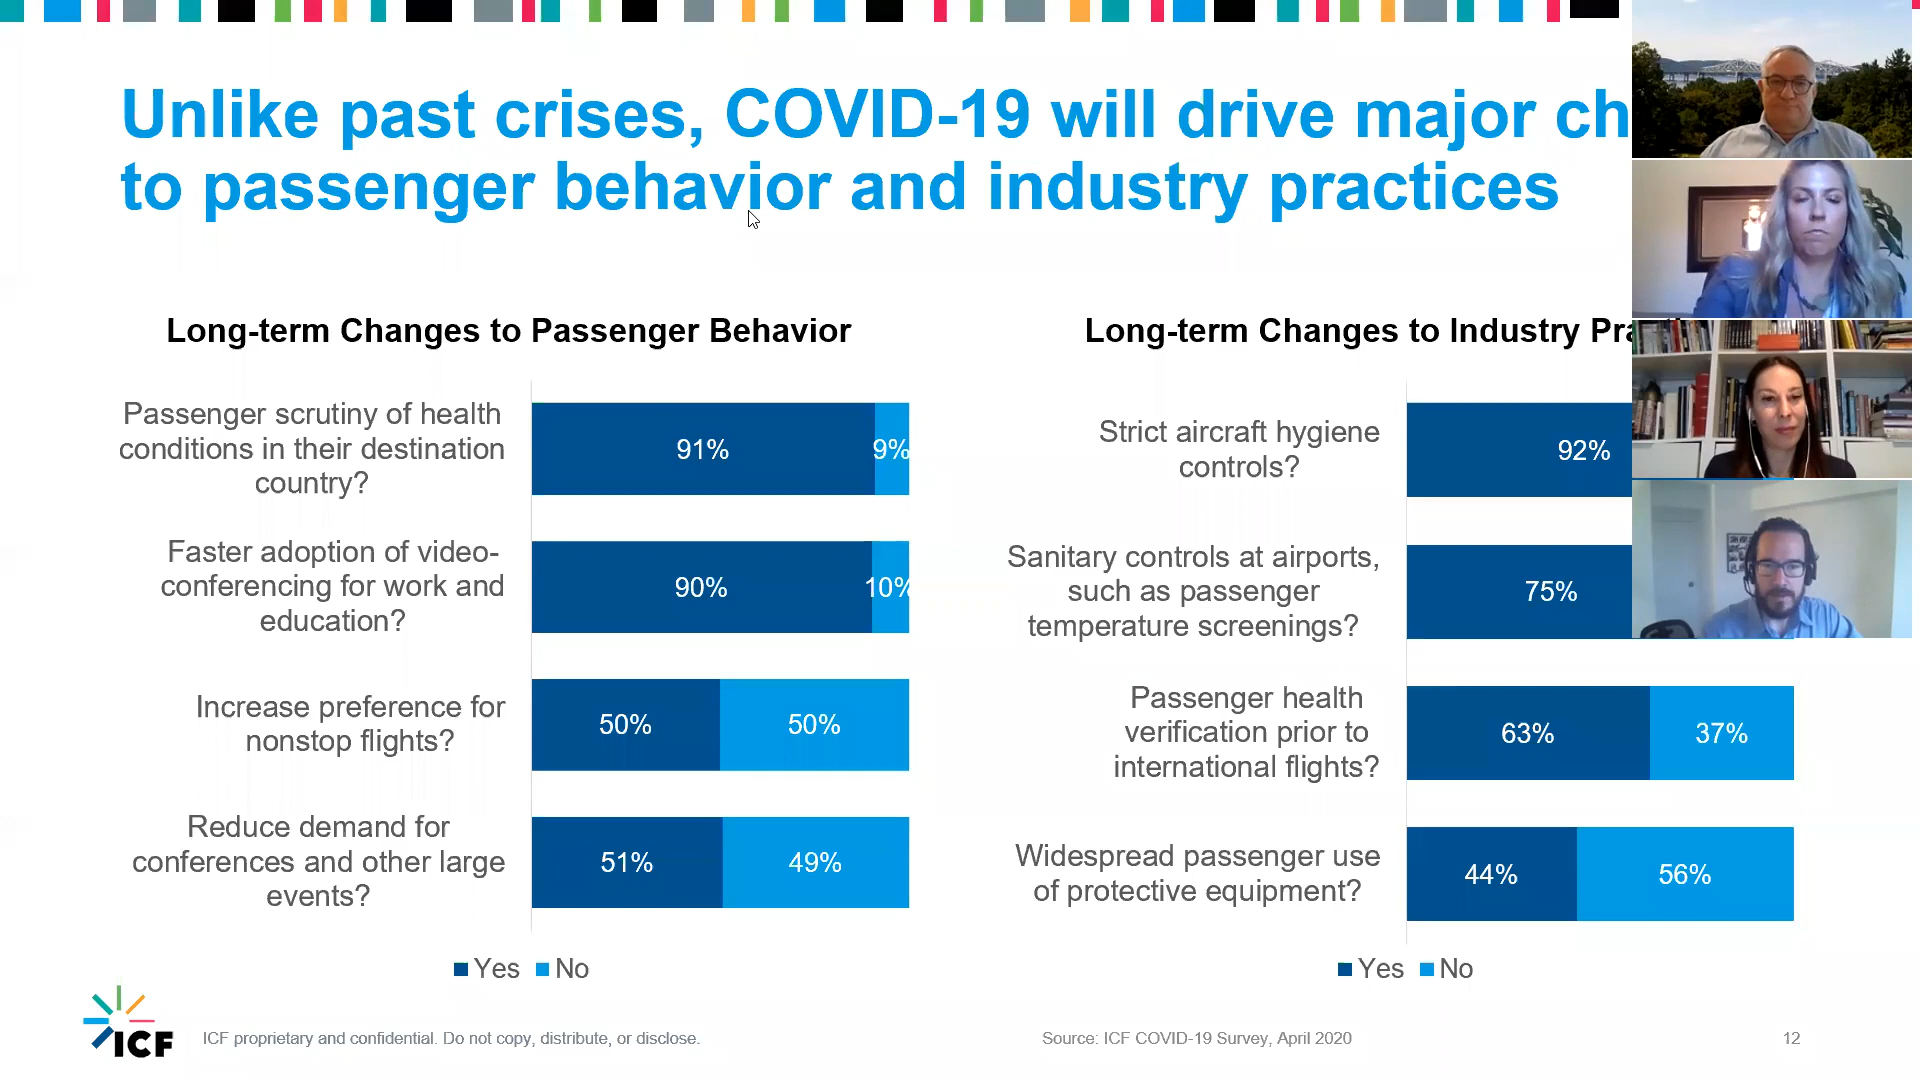 Unlike past crises, COVID-19 will drive major ch
to passenger behavior and industry practices
Long-term Changes to Passenger Behavior
Passenger scrutiny of health
conditions in their destination
country?
91%
9%
Faster adoption of video-
conferencing for work and
education?
90%
10%
Increase preference for
nonstop flights?
50%
50%
Reduce demand for
conferences and other large
events?
51%
49%
Yes No
Long-term Changes to Industry
Strict aircraft hygiene
controls?
92%
Sanitary controls at airports,
such as passenger
temperature screenings?
75%
Passenger health
verification prior to
international flights?
63%
37%
Widespread passenger use
of protective equipment?
44%
56%
Yes No
ICF
ICF proprietary and confidential. Do not copy, distribute, or disclose.
Source: ICF COVID-19 Survey, April 2020
12